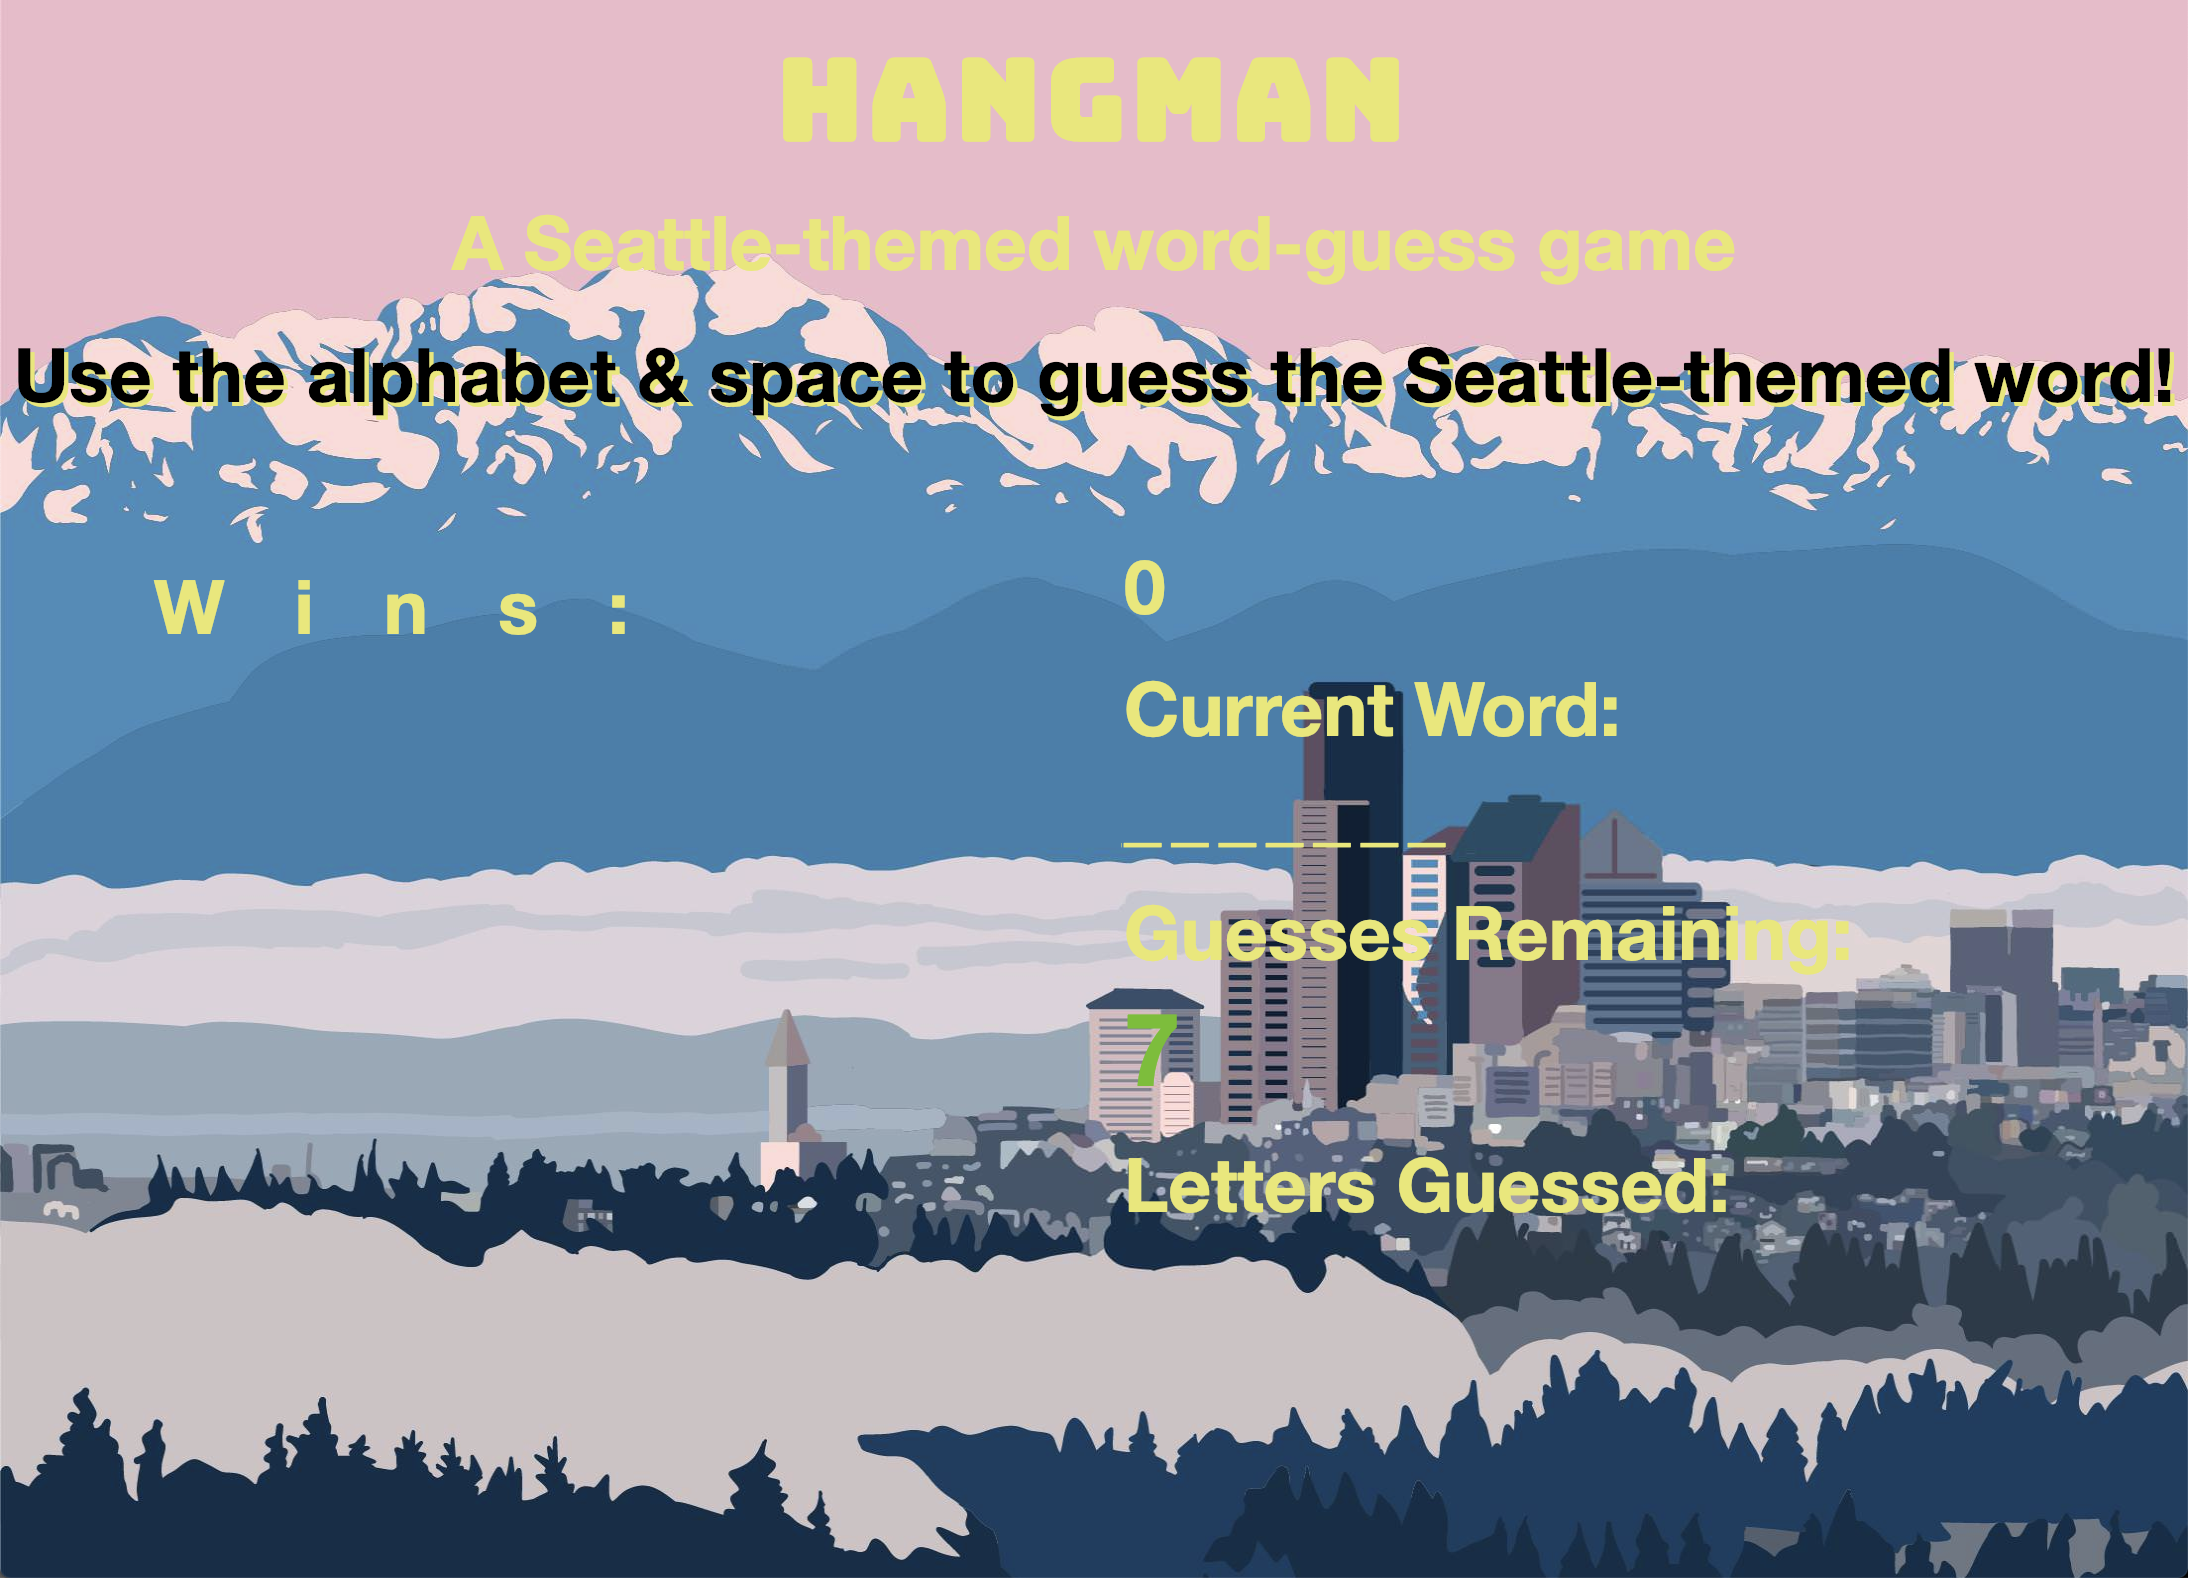 HANGMAN
A Seattle-themed word-guess game
Use the alphabet & space to guess the Seattle-themed word!
Wins:
0
Current Word:
_ _ _ _ _ _ _
Guesses Remaining:
7
Letters Guessed: